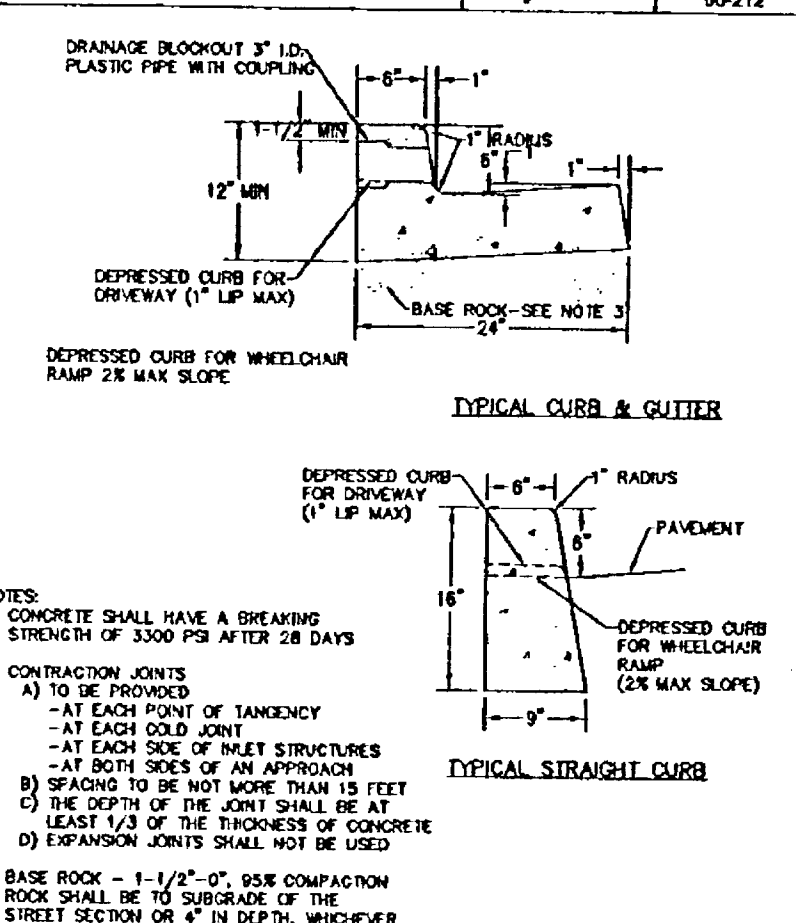 DRAINAGE BLOCKOUT 3" I.D.
PLASTIC PIPE WITH COUPLING
6"
1"
1-1/2" MIN
1" RADIUS
6"
1
1"
12" MIN
DEPRESSED CURB FOR
DRIVEWAY (1" LIP MAX)
BASE ROCK-SEE NOTE 3
24"
DEPRESSED CURB FOR WHEELCHAIR
RAMP 2% MAX SLOPE
TYPICAL CURB & GUTTER
DEPRESSED CURB
FOR DRIVEWAY
(1" LIP MAX)
6"
1" RADIUS
6"
PAVEMENT
16"
DEPRESSED CURB
FOR WHEELCHAIR
RAMP
(2% MAX SLOPE)
9"
TYPICAL STRAIGHT CURB
OTES:
CONCRETE SHALL HAVE A BREAKING
STRENGTH OF 3300 PSI AFTER 28 DAYS
CONTRACTION JOINTS
A) TO BE PROVIDED
-AT EACH POINT OF TANGENCY
-AT EACH COLD JOINT
-AT EACH SIDE OF INLET STRUCTURES
-AT BOTH SIDES OF AN APPROACH
B) SPACING TO BE NOT MORE THAN 15 FEET
C) THE DEPTH OF THE JOINT SHALL BE AT
LEAST 1/3 OF THE THICKNESS OF CONCRETE
D) EXPANSION JOINTS SHALL NOT BE USED
BASE ROCK - 1-1/2"-0", 95% COMPACTION
ROCK SHALL BE TO SUBGRADE OF THE
STREET SECTION OR 4" IN DEPTH, WHICHEVER